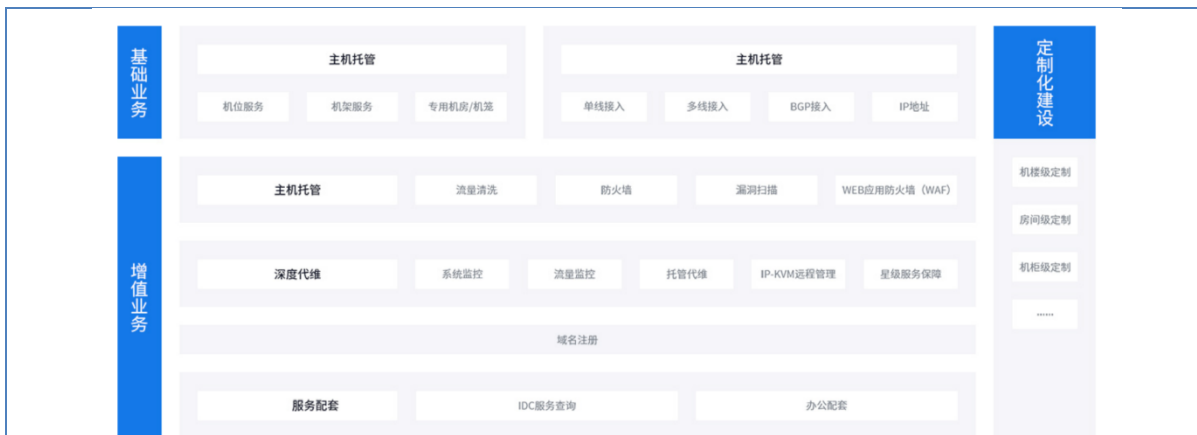 基础业务
主机托管
机位服务 机架服务 专用机房/机笼
主机托管
单线接入 多线接入 BGP接入 IP地址
增值业务
主机托管 流量清洗 防火墙 漏洞扫描 WEB应用防火墙（WAF）
深度代维 系统监控 流量监控 托管代维 IP-KVM远程管理 星级服务保障
域名注册
服务配套 IDC服务查询 办公配套
定制化建设
机楼级定制
房间级定制
机柜级定制
……